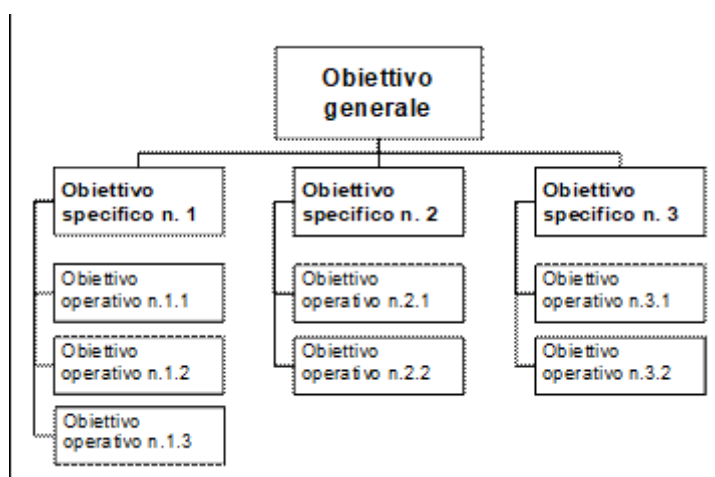 Obiettivo
generale
Obiettivo
specifico n. 1
Obiettivo
specifico n. 2
Obiettivo
specifico n. 3
Obiettivo
operativo n.1.1
Obiettivo
operativo n.2.1
Obiettivo
operativo n.3.1
Obiettivo
operativo n.1.2
Obiettivo
operativo n.2.2
Obiettivo
operativo n.3.2
Obiettivo
operativo n.1.3